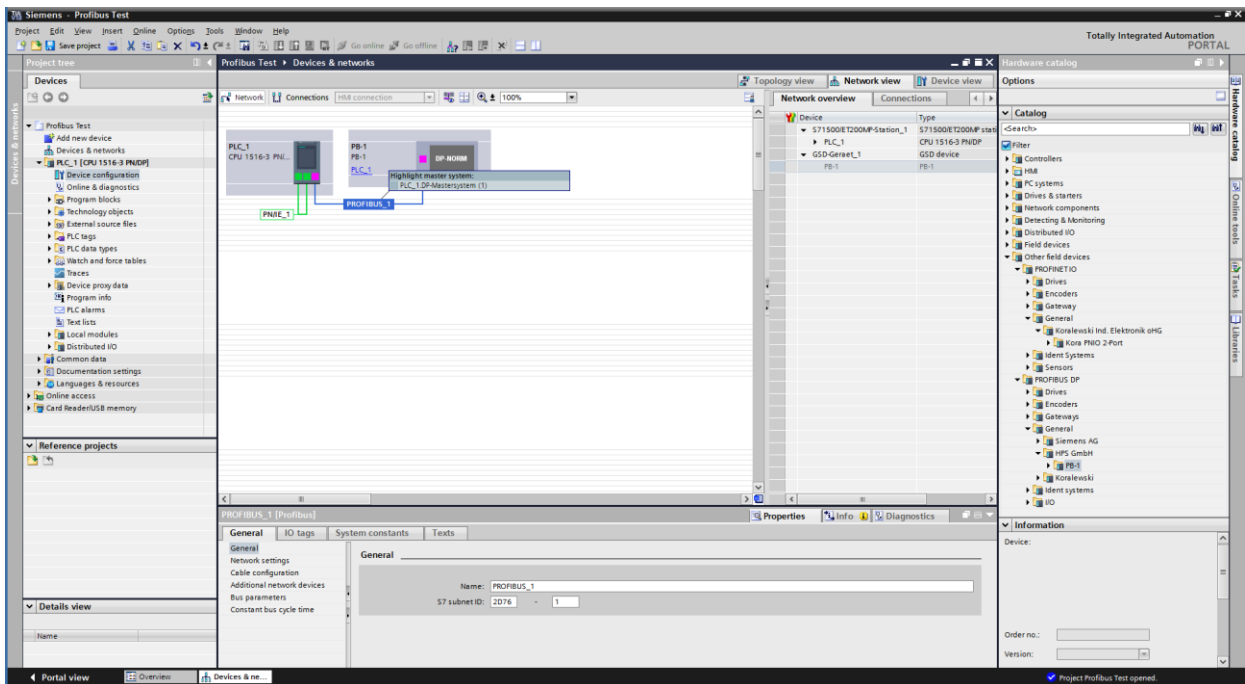 Siemens - Profibus Test
Project Edit View Insert Online Options Tools Window Help
Totally Integrated Automation
PORTAL
Save project
Go online
Go offline
Project tree
Devices
Profibus Test
Add new device
Devices & networks
PLC_1 [CPU 1516-3 PN/DP]
Device configuration
Online & diagnostics
Program blocks
Technology objects
External source files
PLC tags
PLC data types
Watch and force tables
Traces
Device proxy data
Program info
PLC alarms
Text lists
Local modules
Distributed I/O
Common data
Documentation settings
Languages & resources
Online access
Card Reader/USB memory
Reference projects
Details view
Name
Devices & networks
Profibus Test Devices & networks
Topology view Network view Device view
Network Connections HMI connection 100%
PLC_1
CPU 1516-3 PN/...
PB-1
PB-1
PLC_1
DP-NORM
Highlight master system:
PLC_1.DP-Mastersystem (1)
PROFIBUS_1
PN/IE_1
Network overview Connections
Device Type
S71500/ET200MP-Station_1 S71500/ET200MP stati
PLC_1 CPU 1516-3 PN/DP
GSD-Geraet_1 GSD device
PB-1 PB-1
PROFIBUS_1 [Profibus]
Properties Info Diagnostics
General IO tags System constants Texts
General
Network settings
Cable configuration
Additional network devices
Bus parameters
Constant bus cycle time
General
Name: PROFIBUS_1
S7 subnet ID: 2D76 - 1
Hardware catalog
Options
Catalog
<Search>
Filter
Controllers
HMI
PC systems
Drives & starters
Network components
Detecting & Monitoring
Distributed I/O
Field devices
Other field devices
PROFINET IO
Drives
Encoders
Gateway
General
Koralewski Ind. Elektronik oHG
Kora PNIO 2-Port
Ident Systems
Sensors
PROFIBUS DP
Drives
Encoders
Gateways
General
Siemens AG
HPS GmbH
PB-1
Koralewski
Ident systems
I/O
Information
Device:
Order no.:
Version:
Hardware catalog
Online tools
Tasks
Libraries
Portal view
Overview
Devices & ne...
Project Profibus Test opened.